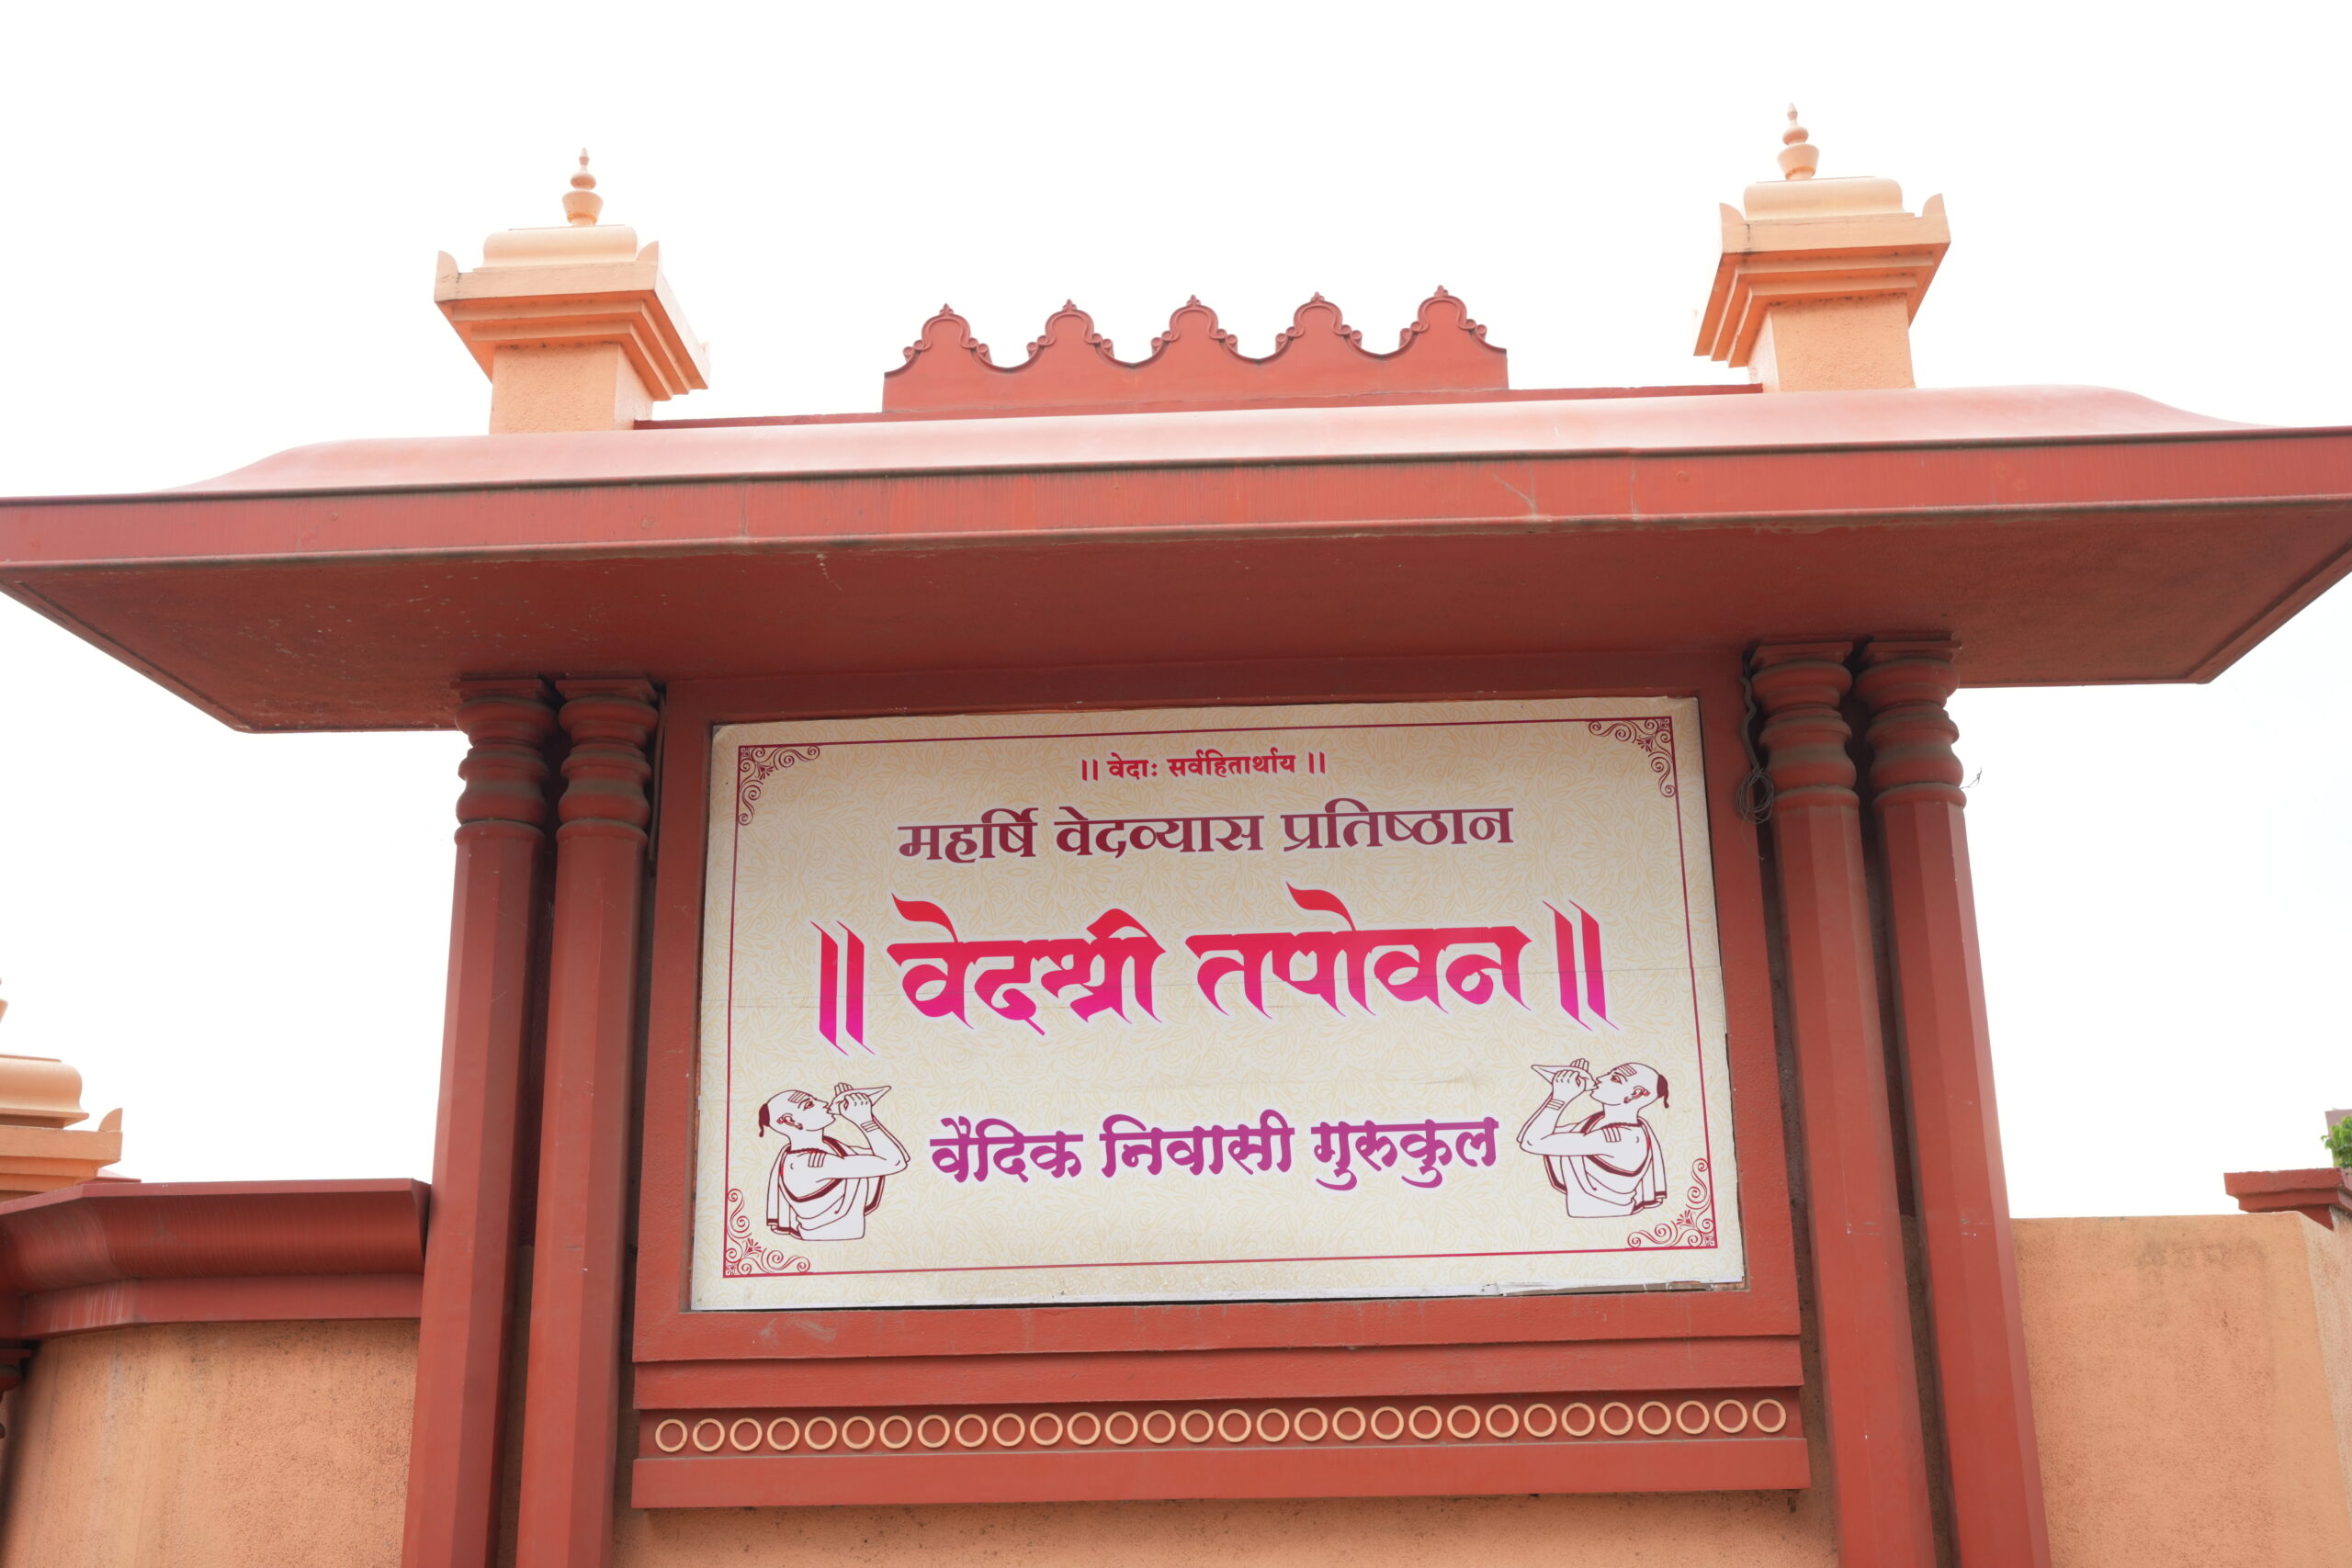 ॥ वेदाः सर्वहितार्थाय ॥
महर्षि वेदव्यास प्रतिष्ठान
॥ वेदश्री तपोवन ॥
वैदिक निवासी गुरुकुल